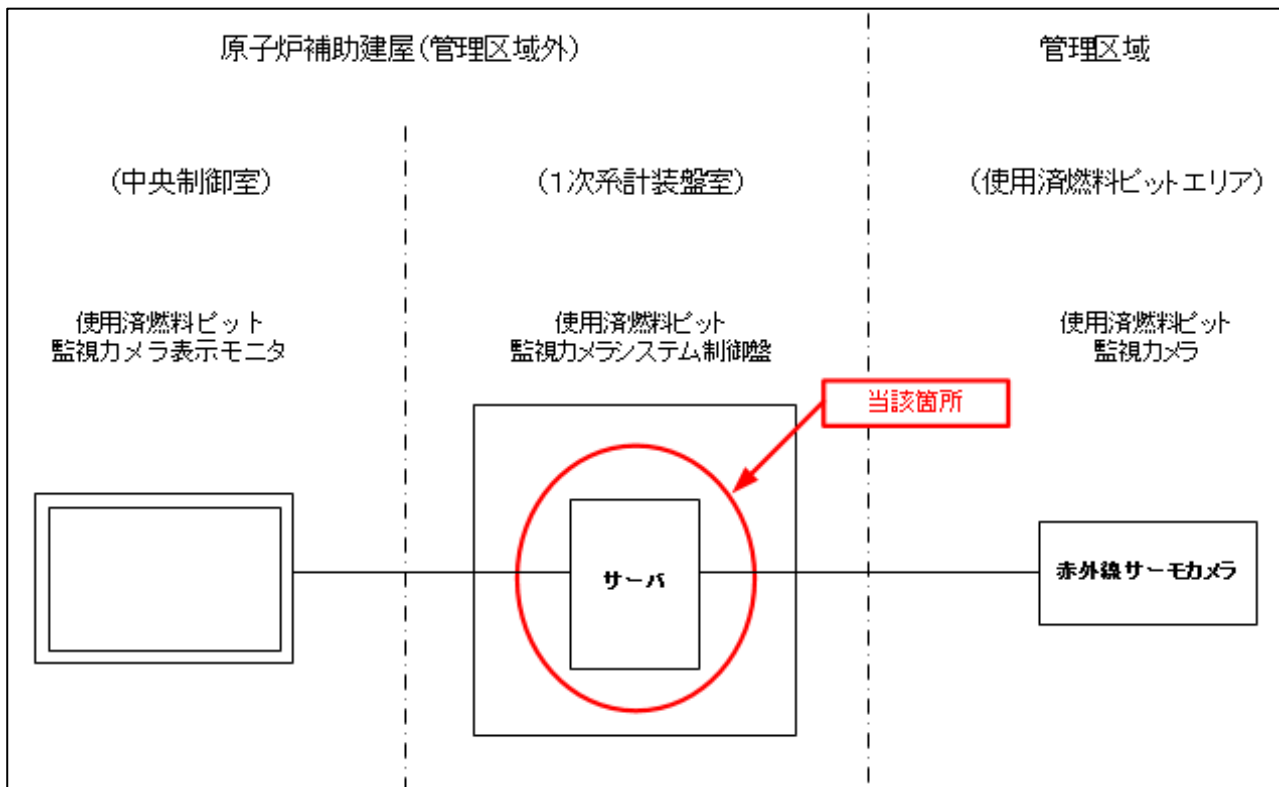 原子炉補助建屋(管理区域外)
管理区域
(中央制御室)
(1次系計装盤室)
(使用済燃料ピットエリア)
使用済燃料ピット
監視カメラ表示モニタ
使用済燃料ピット
監視カメラシステム制御盤
使用済燃料ピット
監視カメラ
当該箇所
サーバ
赤外線サーモカメラ